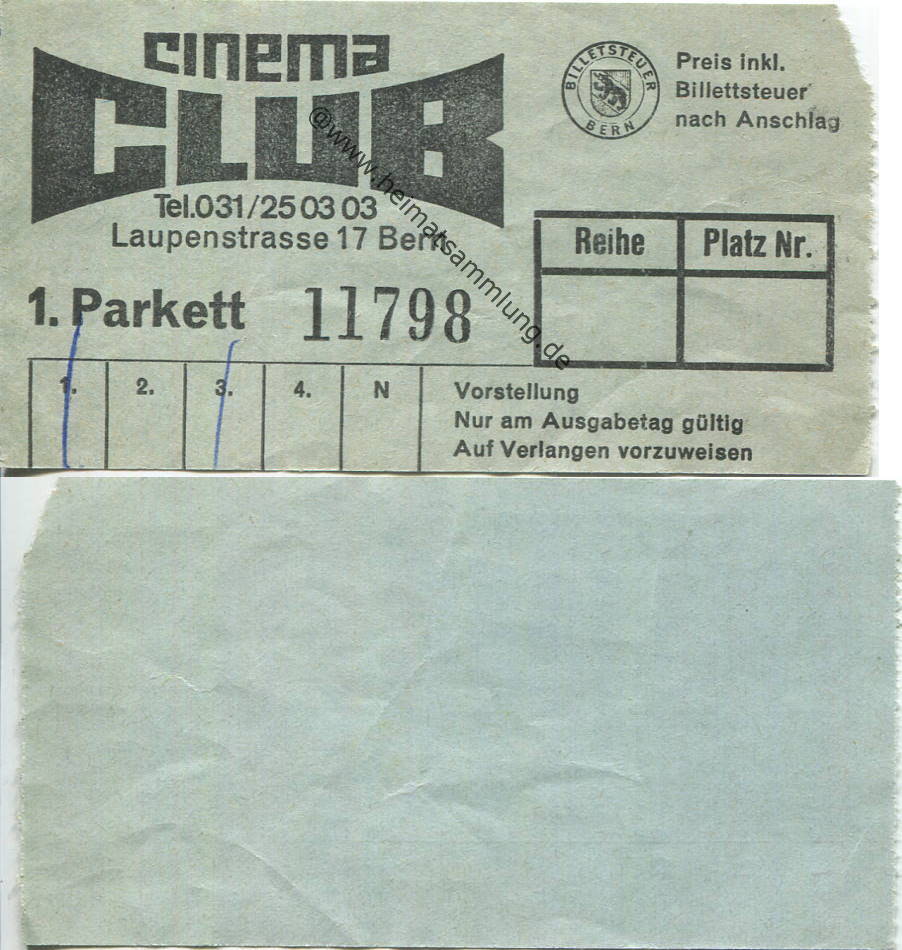 cinema
CLUB
Tel.031/25 03 03
Laupenstrasse 17 Bern
BILLETSTEUER
BERN
Preis inkl.
Billettsteuer
nach Anschlag
Reihe Platz Nr.
1. Parkett 11798
1. 2. 3. 4. N
Vorstellung
Nur am Ausgabetag gültig
Auf Verlangen vorzuweisen
@www.heimatsammlung.de